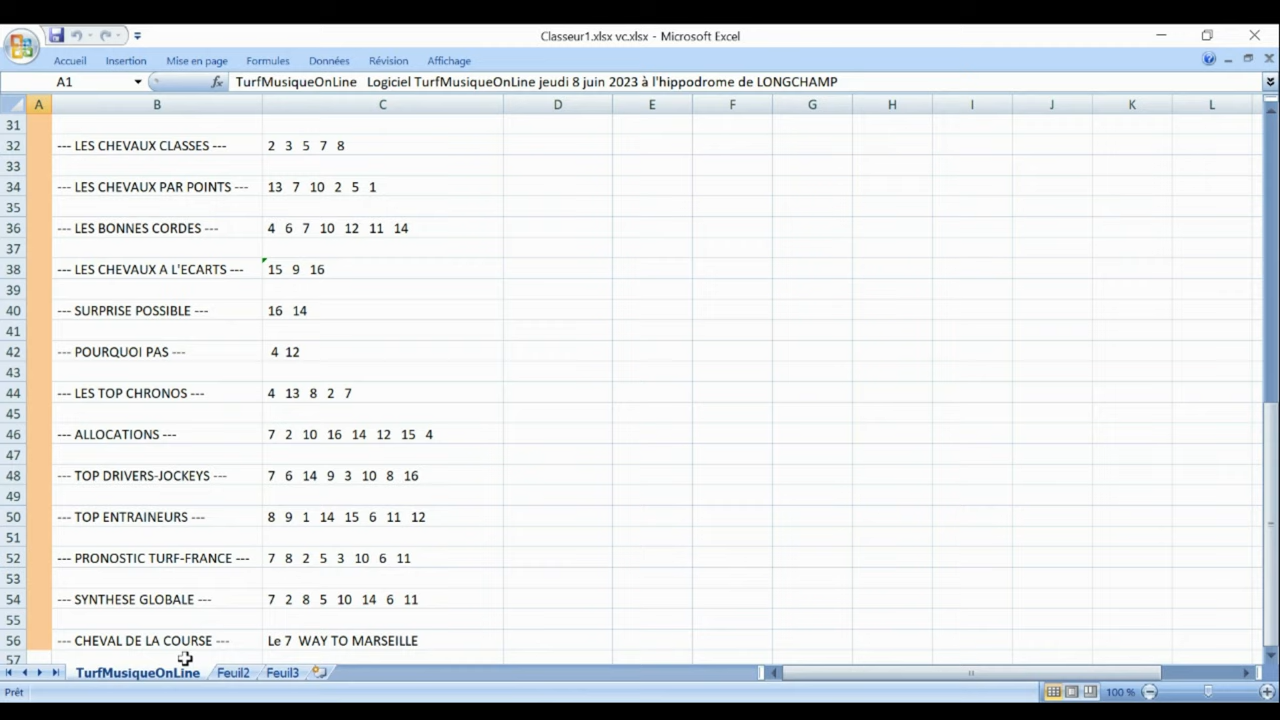 Classeur1.xlsx vc.xlsx - Microsoft Excel
Accueil Insertion Mise en page Formules Données Révision Affichage
A1 fx TurfMusiqueOnLine Logiciel TurfMusiqueOnLine jeudi 8 juin 2023 à l'hippodrome de LONGCHAMP
A B C D E F G H I J K L
31
32 --- LES CHEVAUX CLASSES --- 2 3 5 7 8
33
34 --- LES CHEVAUX PAR POINTS --- 13 7 10 2 5 1
35
36 --- LES BONNES CORDES --- 4 6 7 10 12 11 14
37
38 --- LES CHEVAUX A L'ECARTS --- 15 9 16
39
40 --- SURPRISE POSSIBLE --- 16 14
41
42 --- POURQUOI PAS --- 4 12
43
44 --- LES TOP CHRONOS --- 4 13 8 2 7
45
46 --- ALLOCATIONS --- 7 2 10 16 14 12 15 4
47
48 --- TOP DRIVERS-JOCKEYS --- 7 6 14 9 3 10 8 16
49
50 --- TOP ENTRAINEURS --- 8 9 1 14 15 6 11 12
51
52 --- PRONOSTIC TURF-FRANCE --- 7 8 2 5 3 10 6 11
53
54 --- SYNTHESE GLOBALE --- 7 2 8 5 10 14 6 11
55
56 --- CHEVAL DE LA COURSE --- Le 7 WAY TO MARSEILLE
57
TurfMusiqueOnLine Feuil2 Feuil3
Prêt 100 %